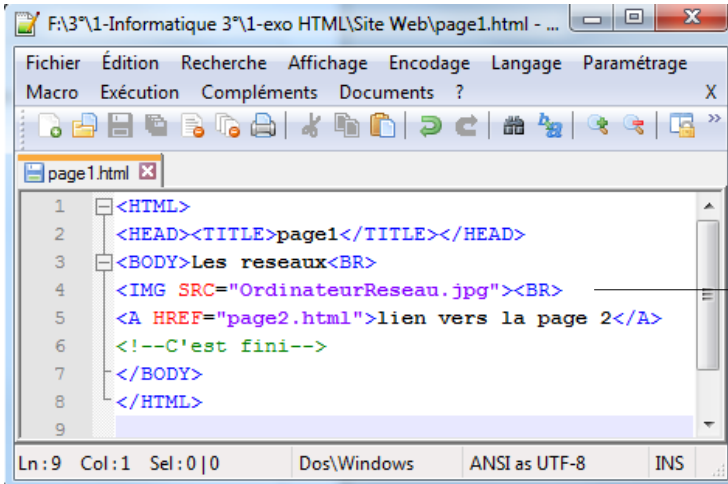 F:\3°\1-Informatique 3°\1-exo HTML\Site Web\page1.html - ...
Fichier Édition Recherche Affichage Encodage Langage Paramétrage
Macro Exécution Compléments Documents ? X
page1.html
1 <HTML>
2 <HEAD><TITLE>page1</TITLE></HEAD>
3 <BODY>Les reseaux<BR>
4 <IMG SRC="OrdinateurReseau.jpg"><BR>
5 <A HREF="page2.html">lien vers la page 2</A>
6 <!--C'est fini-->
7 </BODY>
8 </HTML>
9
Ln : 9 Col : 1 Sel : 0 | 0 Dos\Windows ANSI as UTF-8 INS